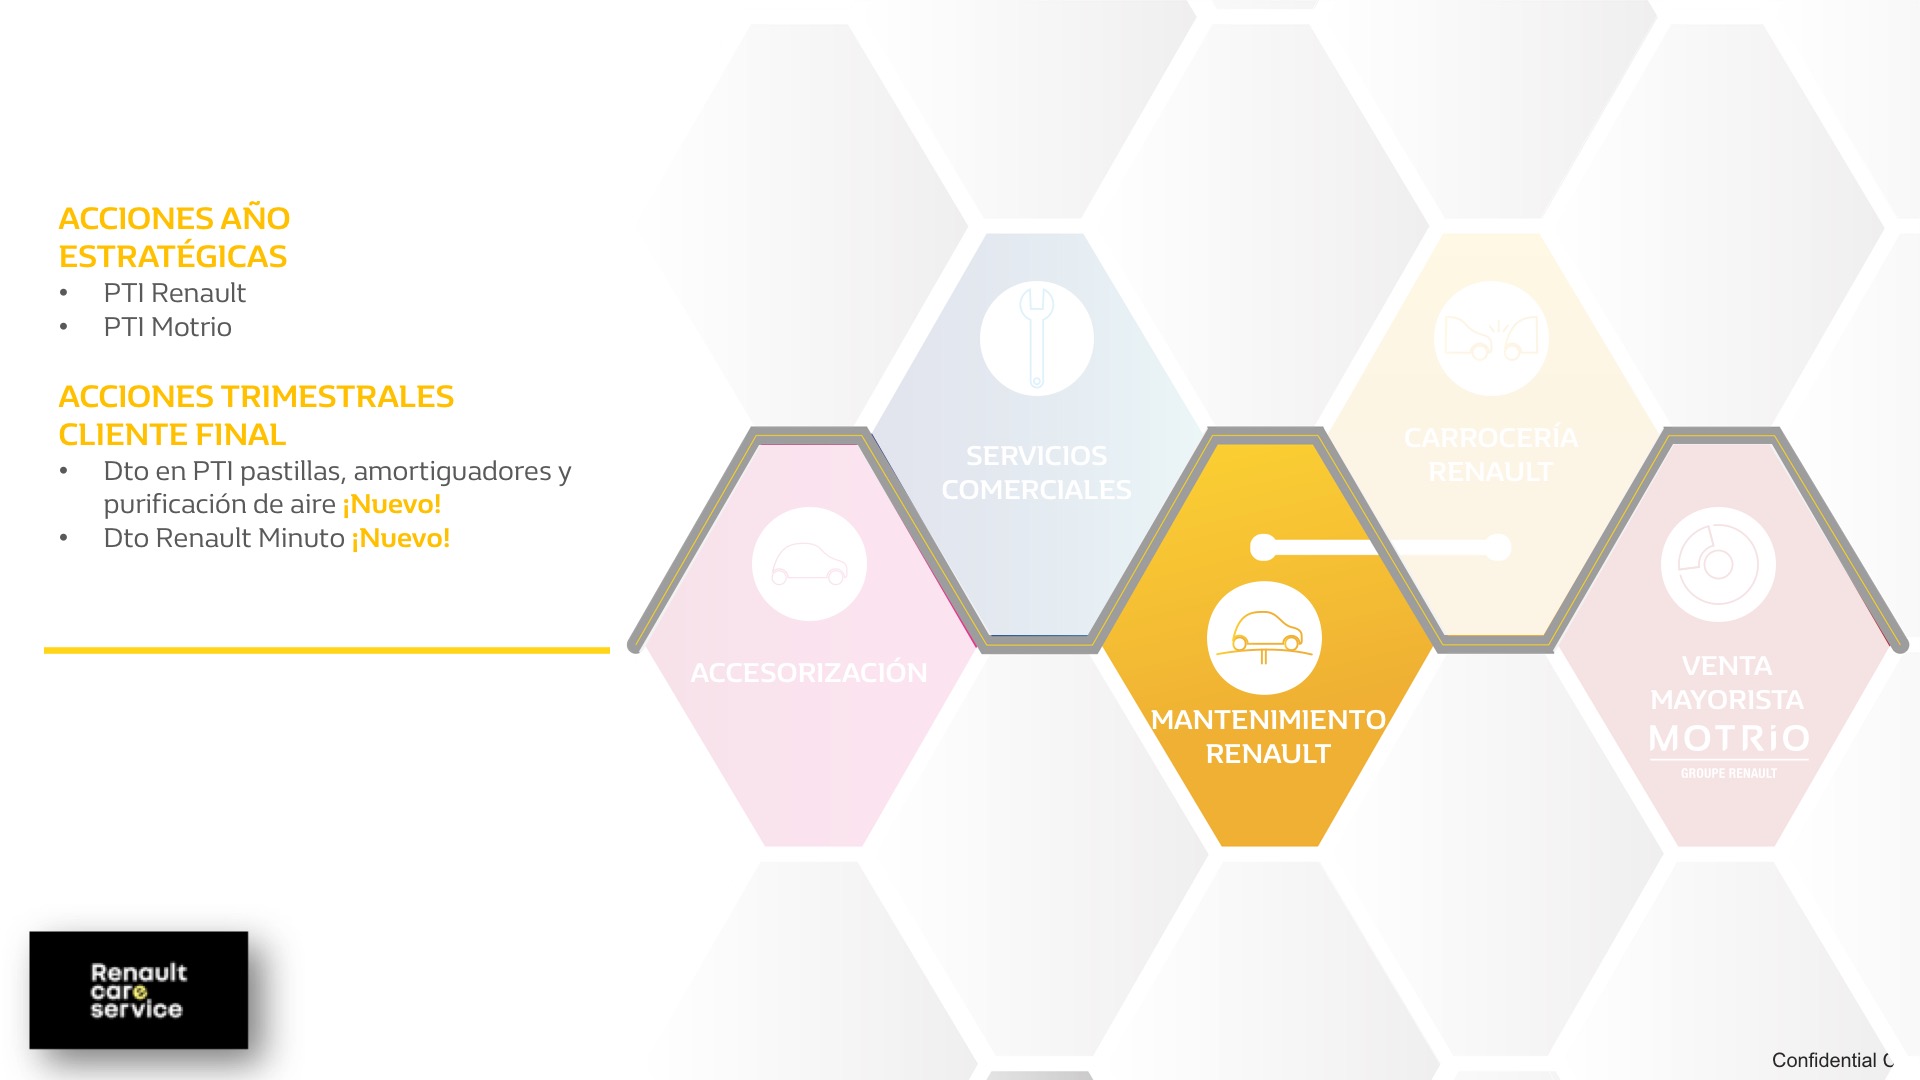 ACCIONES AÑO
ESTRATÉGICAS
• PTI Renault
• PTI Motrio
ACCIONES TRIMESTRALES
CLIENTE FINAL
• Dto en PTI pastillas, amortiguadores y
purificación de aire ¡Nuevo!
• Dto Renault Minuto ¡Nuevo!
SERVICIOS
COMERCIALES
CARROCERÍA
RENAULT
ACCESORIZACIÓN
MANTENIMIENTO
RENAULT
VENTA
MAYORISTA
MOTRiO
GROUPE RENAULT
Renault
care
service
Confidential C